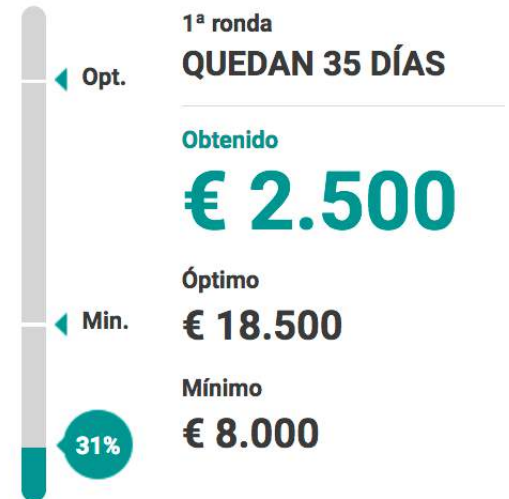 1ª ronda
QUEDAN 35 DÍAS
Obtenido
€ 2.500
Óptimo
€ 18.500
Mínimo
€ 8.000
Opt.
Min.
31%